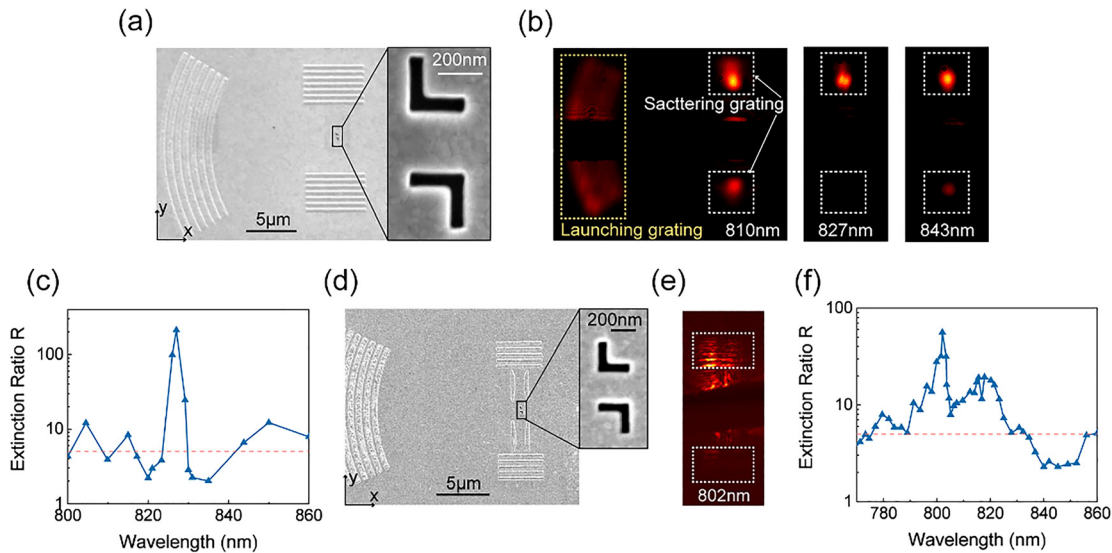 (a)
200nm
y
x
5μm
(b)
Sacttering grating
Launching grating
810nm
827nm
843nm
(c)
Extinction Ratio R
100
10
1
800
820
840
860
Wavelength (nm)
(d)
200nm
y
x
5μm
(e)
802nm
(f)
Extinction Ratio R
100
10
1
780
800
820
840
860
Wavelength (nm)